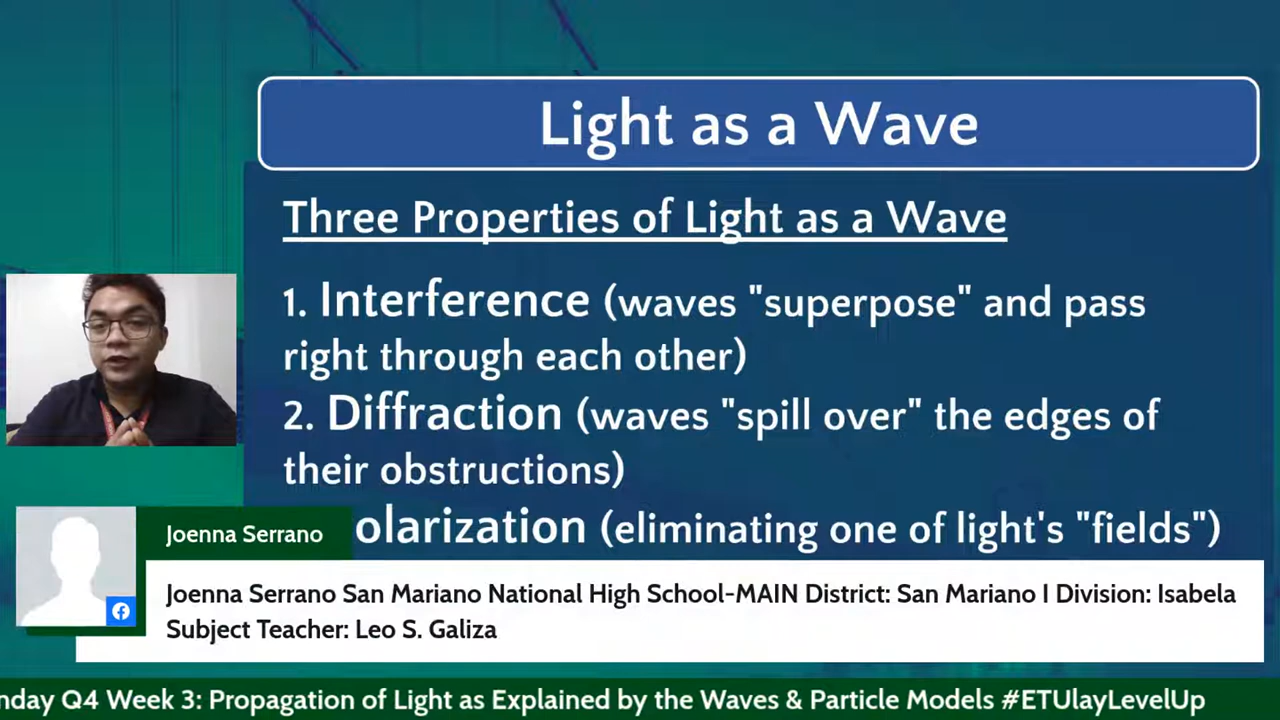 Light as a Wave
Three Properties of Light as a Wave
1. Interference (waves "superpose" and pass
right through each other)
2. Diffraction (waves "spill over" the edges of
their obstructions)
olarization (eliminating one of light's "fields")
Joenna Serrano
Joenna Serrano San Mariano National High School-MAIN District: San Mariano I Division: Isabela
Subject Teacher: Leo S. Galiza
nday Q4 Week 3: Propagation of Light as Explained by the Waves & Particle Models #ETUlayLevelUp